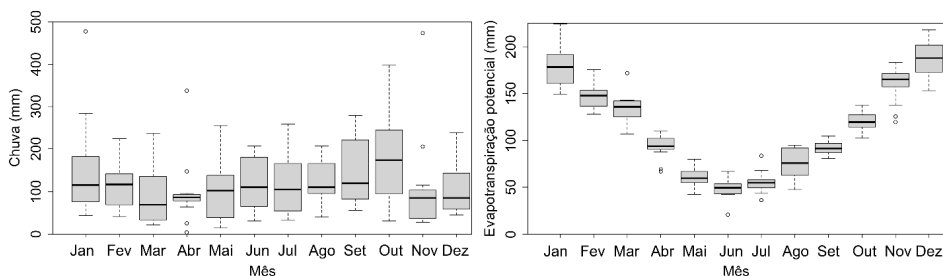 Chuva (mm)
500
400
300
200
100
0
Jan Fev Mar Abr Mai Jun Jul Ago Set Out Nov Dez
Mês
Evapotranspiração potencial (mm)
200
150
100
50
0
Jan Fev Mar Abr Mai Jun Jul Ago Set Out Nov Dez
Mês